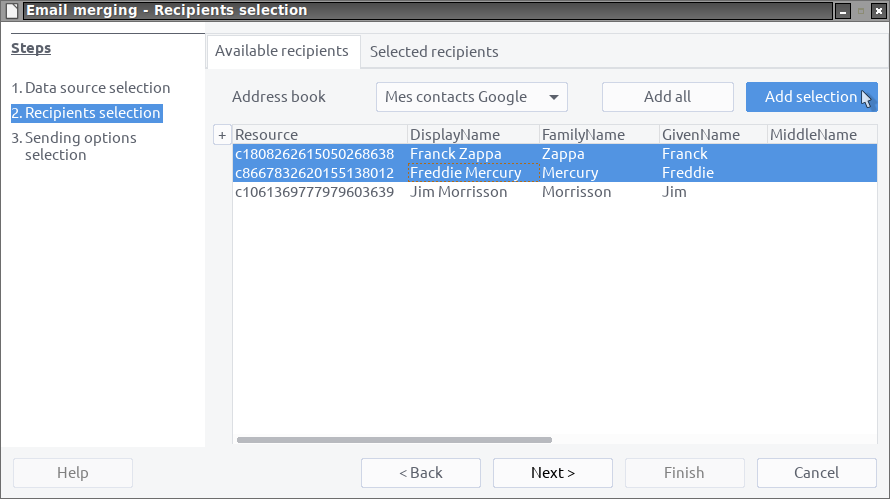 Email merging - Recipients selection
Steps
1. Data source selection
2. Recipients selection
3. Sending options
selection
Available recipients Selected recipients
Address book Mes contacts Google Add all Add selection
+ Resource DisplayName FamilyName GivenName MiddleName
c1808262615050268638 Franck Zappa Zappa Franck
c8667832620155138012 Freddie Mercury Mercury Freddie
c1061369777979603639 Jim Morrisson Morrisson Jim
Help < Back Next > Finish Cancel